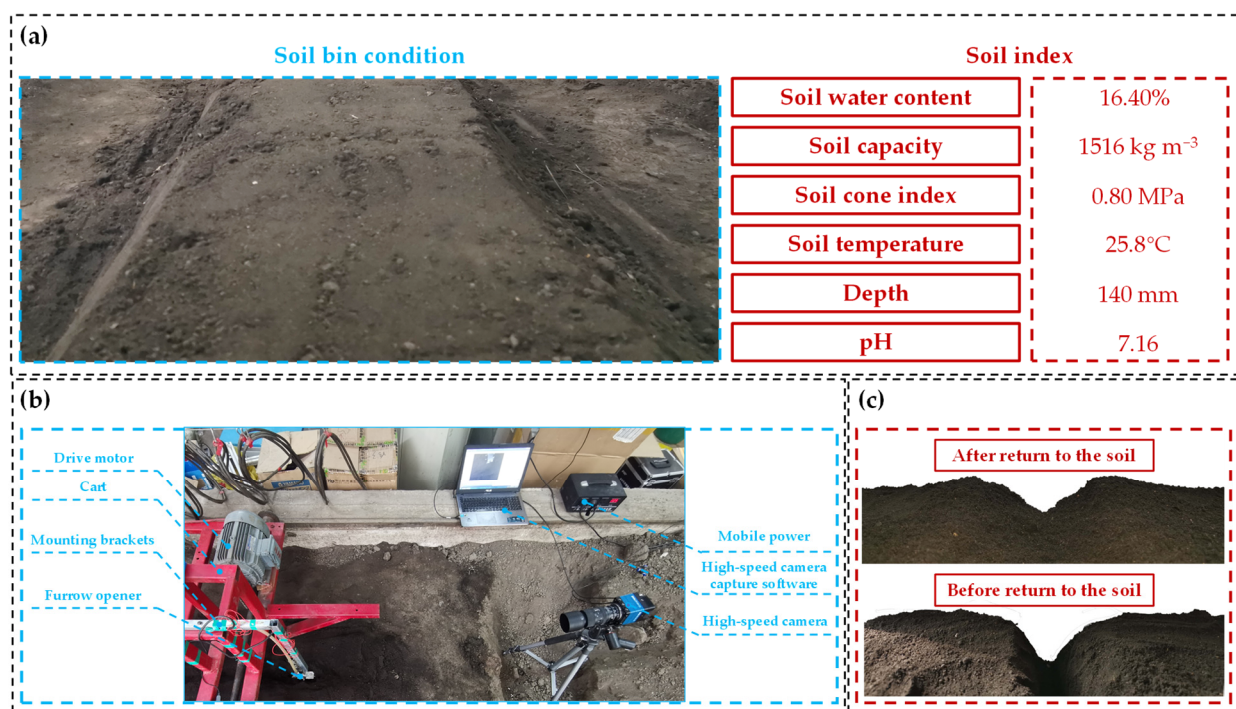 (a)
Soil bin condition
Soil index
Soil water content
16.40%
Soil capacity
1516 kg m⁻³
Soil cone index
0.80 MPa
Soil temperature
25.8°C
Depth
140 mm
pH
7.16
(b)
Drive motor
Cart
Mounting brackets
Furrow opener
Mobile power
High-speed camera
capture software
High-speed camera
(c)
After return to the soil
Before return to the soil